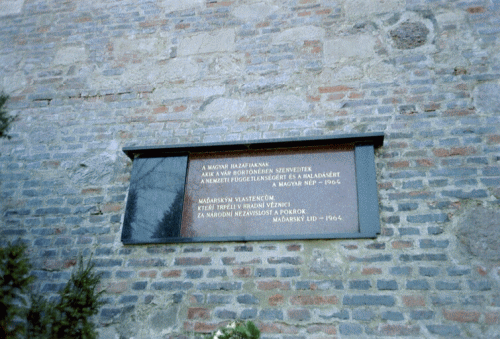 A MAGYAR HAZAFIAKNAK
AKIK A VÁR BÖRTÖNÉBEN SZENVEDTEK
A NEMZETI FÜGGETLENSÉGÉRT ÉS A HALADÁSÉRT
A MAGYAR NÉP – 1964.
MAĎARSKÝM VLASTENCŮM,
KTEŘÍ TRPĚLI V HRADNÍ VĚZNICI
ZA NÁRODNÍ NEZÁVISLOST A POKROK
MAĎARSKÝ LID – 1964.